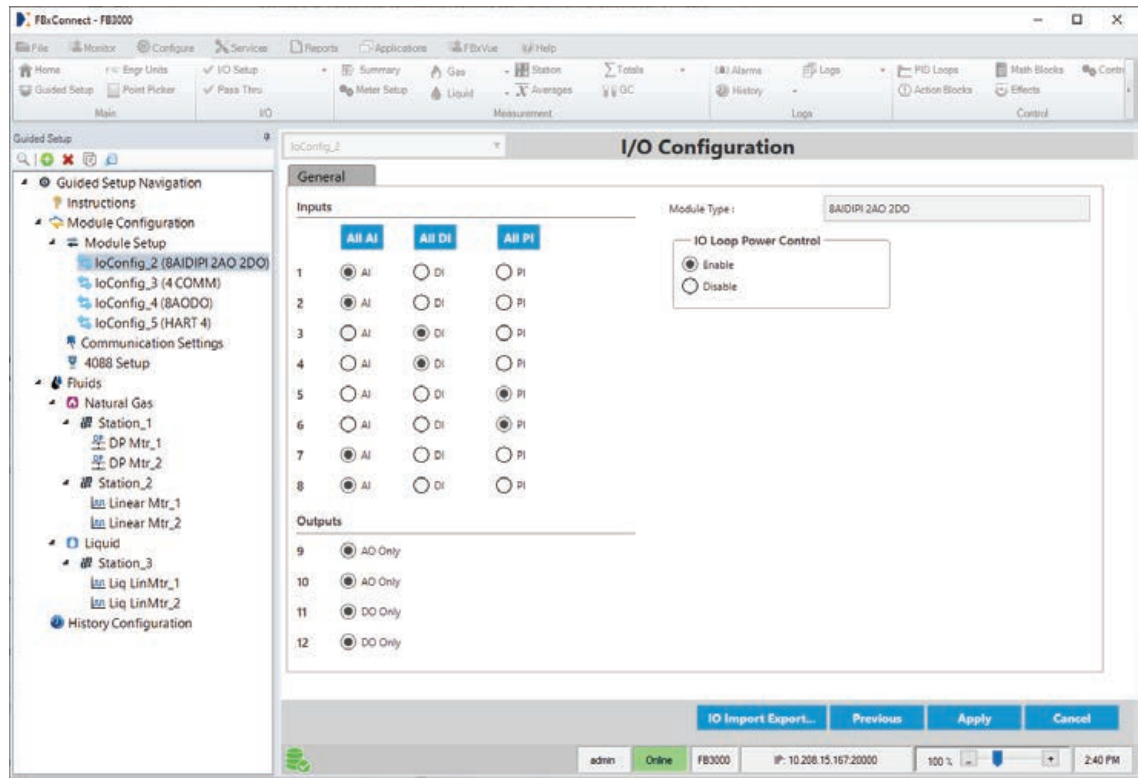 FBxConnect - FB3000
File Monitor Configure Services Reports Applications FBxVue Help
Home Engr Units I/O Setup Summary Gas Station Totals Alarms Logs PID Loops Math Blocks Contr
Guided Setup Point Picker Pass Thru Meter Setup Liquid Averages GC History Action Blocks Effects
Main I/O Measurement Logs Control
Guided Setup
Guided Setup Navigation
Instructions
Module Configuration
Module Setup
IoConfig_2 (8AIDIPI 2AO 2DO)
IoConfig_3 (4 COMM)
IoConfig_4 (8AODO)
IoConfig_5 (HART 4)
Communication Settings
4088 Setup
Fluids
Natural Gas
Station_1
DP Mtr_1
DP Mtr_2
Station_2
Linear Mtr_1
Linear Mtr_2
Liquid
Station_3
Liq LinMtr_1
Liq LinMtr_2
History Configuration
IoConfig_2
I/O Configuration
General
Inputs
All AI All DI All PI
1 AI DI PI
2 AI DI PI
3 AI DI PI
4 AI DI PI
5 AI DI PI
6 AI DI PI
7 AI DI PI
8 AI DI PI
Outputs
9 AO Only
10 AO Only
11 DO Only
12 DO Only
Module Type : 8AIDIPI 2AO 2DO
IO Loop Power Control
Enable
Disable
IO Import Export... Previous Apply Cancel
admin Online FB3000 IP: 10.208.15.167:20000 100 % - + 2:40 PM